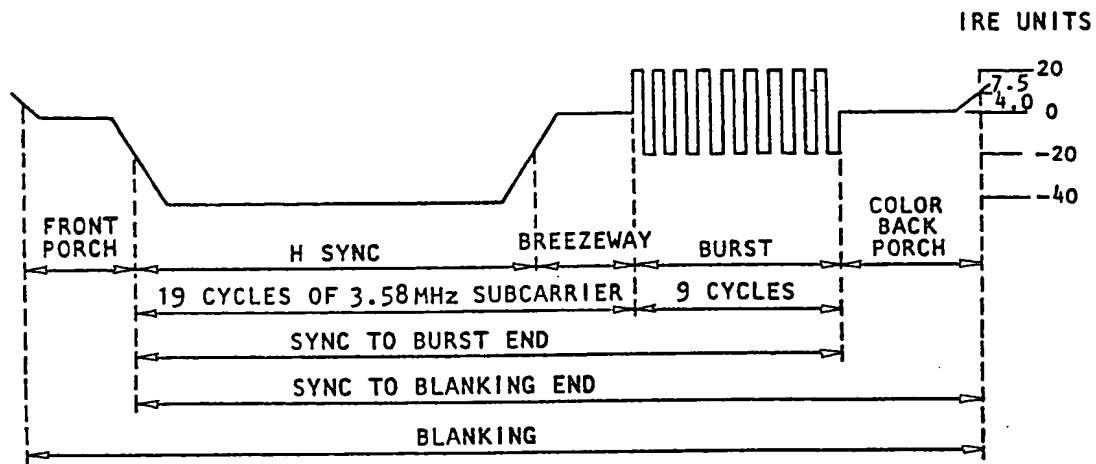 IRE UNITS
20
7.5
4.0
0
-20
-40
FRONT
PORCH
H SYNC
BREEZEWAY
BURST
COLOR
BACK
PORCH
19 CYCLES OF 3.58MHz SUBCARRIER
9 CYCLES
SYNC TO BURST END
SYNC TO BLANKING END
BLANKING